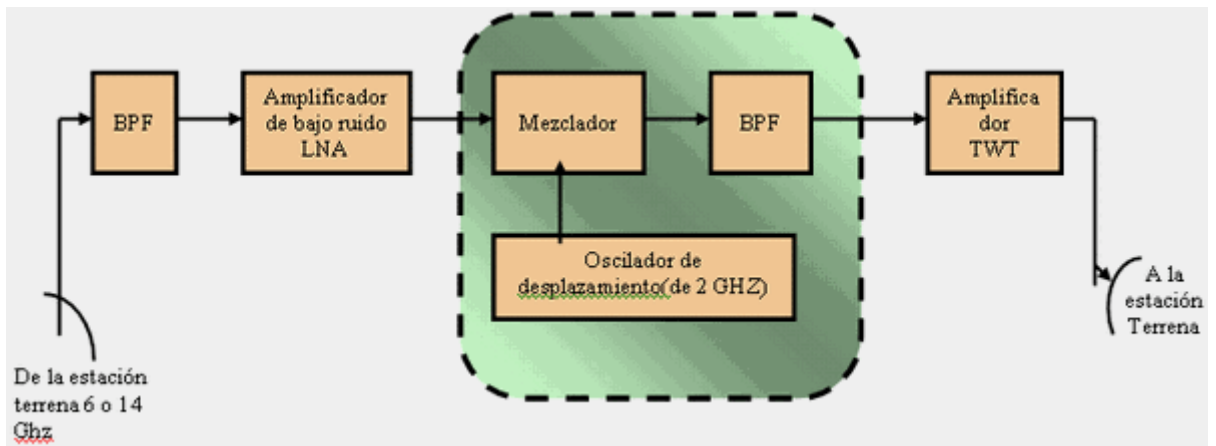 BPF
Amplificador
de bajo ruido
LNA
Mezclador
BPF
Amplifica
dor
TWT
Oscilador de
desplazamiento(de 2 GHZ)
A la
estación
Terrena
De la estación
terrena 6 o 14
Ghz